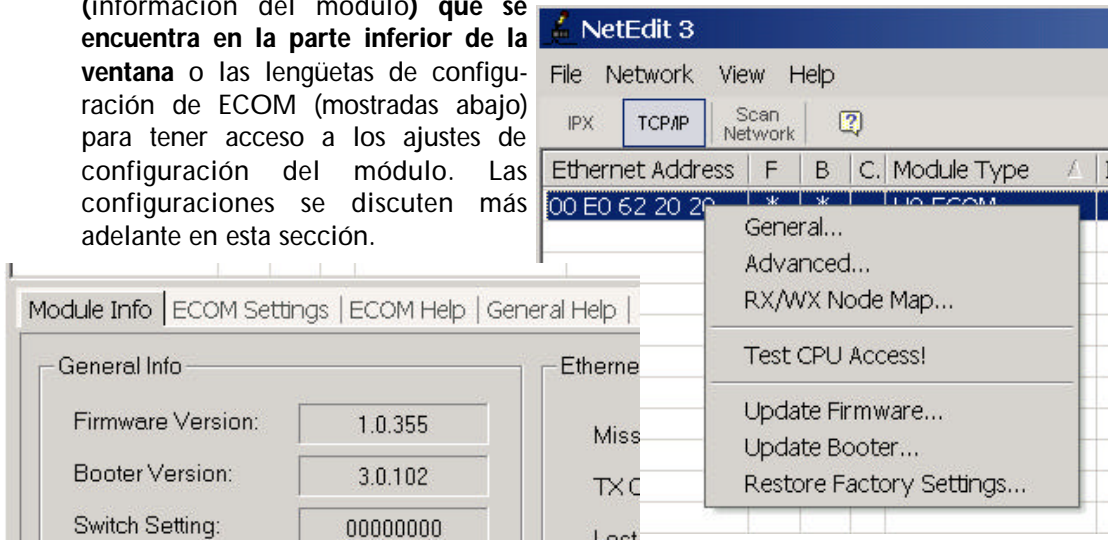 (información del módulo) que se
encuentra en la parte inferior de la
ventana o las lengüetas de configu-
ración de ECOM (mostradas abajo)
para tener acceso a los ajustes de
configuración del módulo. Las
configuraciones se discuten más
adelante en esta sección.
NetEdit 3
File Network View Help
IPX TCP/IP Scan Network
Ethernet Address F B C. Module Type
00 E0 62 20 20 * *
General...
Advanced...
RX/WX Node Map...
Test CPU Access!
Update Firmware...
Update Booter...
Restore Factory Settings...
Module Info ECOM Settings ECOM Help General Help
General Info
Firmware Version: 1.0.355
Booter Version: 3.0.102
Switch Setting: 00000000
Etherne
Miss
TX C
Lost